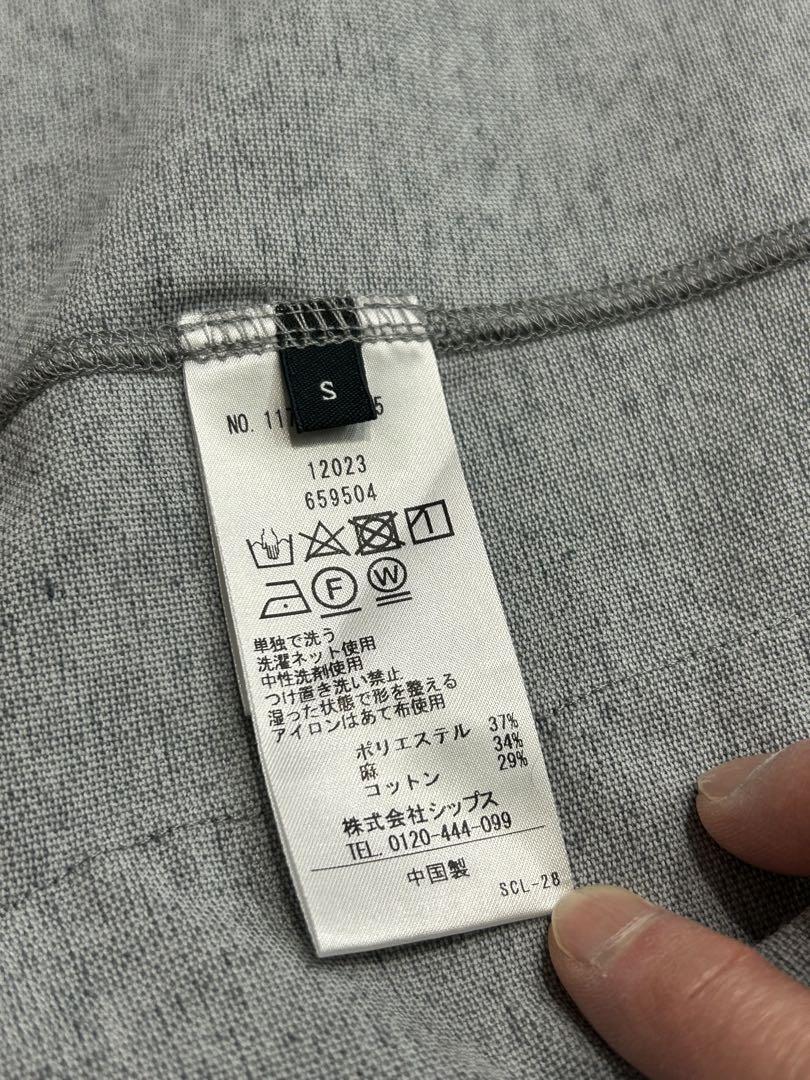 S
NO. 117 5
12023
659504
F W
単独で洗う
洗濯ネット使用
中性洗剤使用
つけ直き洗い禁止
湿った状態で形を整える
アイロンはあて布使用
ポリエステル 37%
麻 34%
コットン 29%
株式会社シップス
TEL. 0120-444-099
中国製
SCL-28